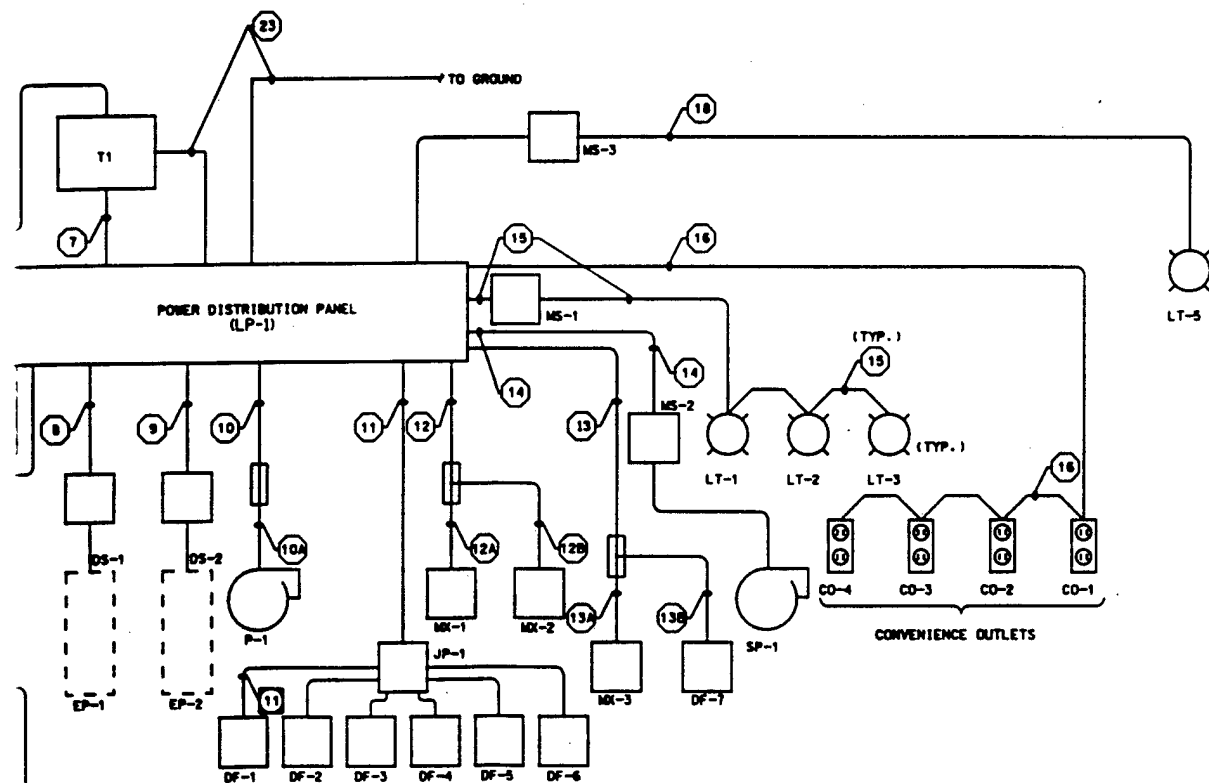 23
TO GROUND
18
T1
MS-3
7
15
16
POWER DISTRIBUTION PANEL
(LP-1)
MS-1
LT-5
(TYP.)
15
14
14
MS-2
8
9
10
11
12
13
(TYP.)
LT-1
LT-2
LT-3
16
10A
12A
12B
DS-1
DS-2
CO-4
CO-3
CO-2
CO-1
13A
13B
P-1
MX-1
MX-2
CONVENIENCE OUTLETS
JP-1
SP-1
EP-1
EP-2
11
MX-3
DF-7
DF-1
DF-2
DF-3
DF-4
DF-5
DF-6